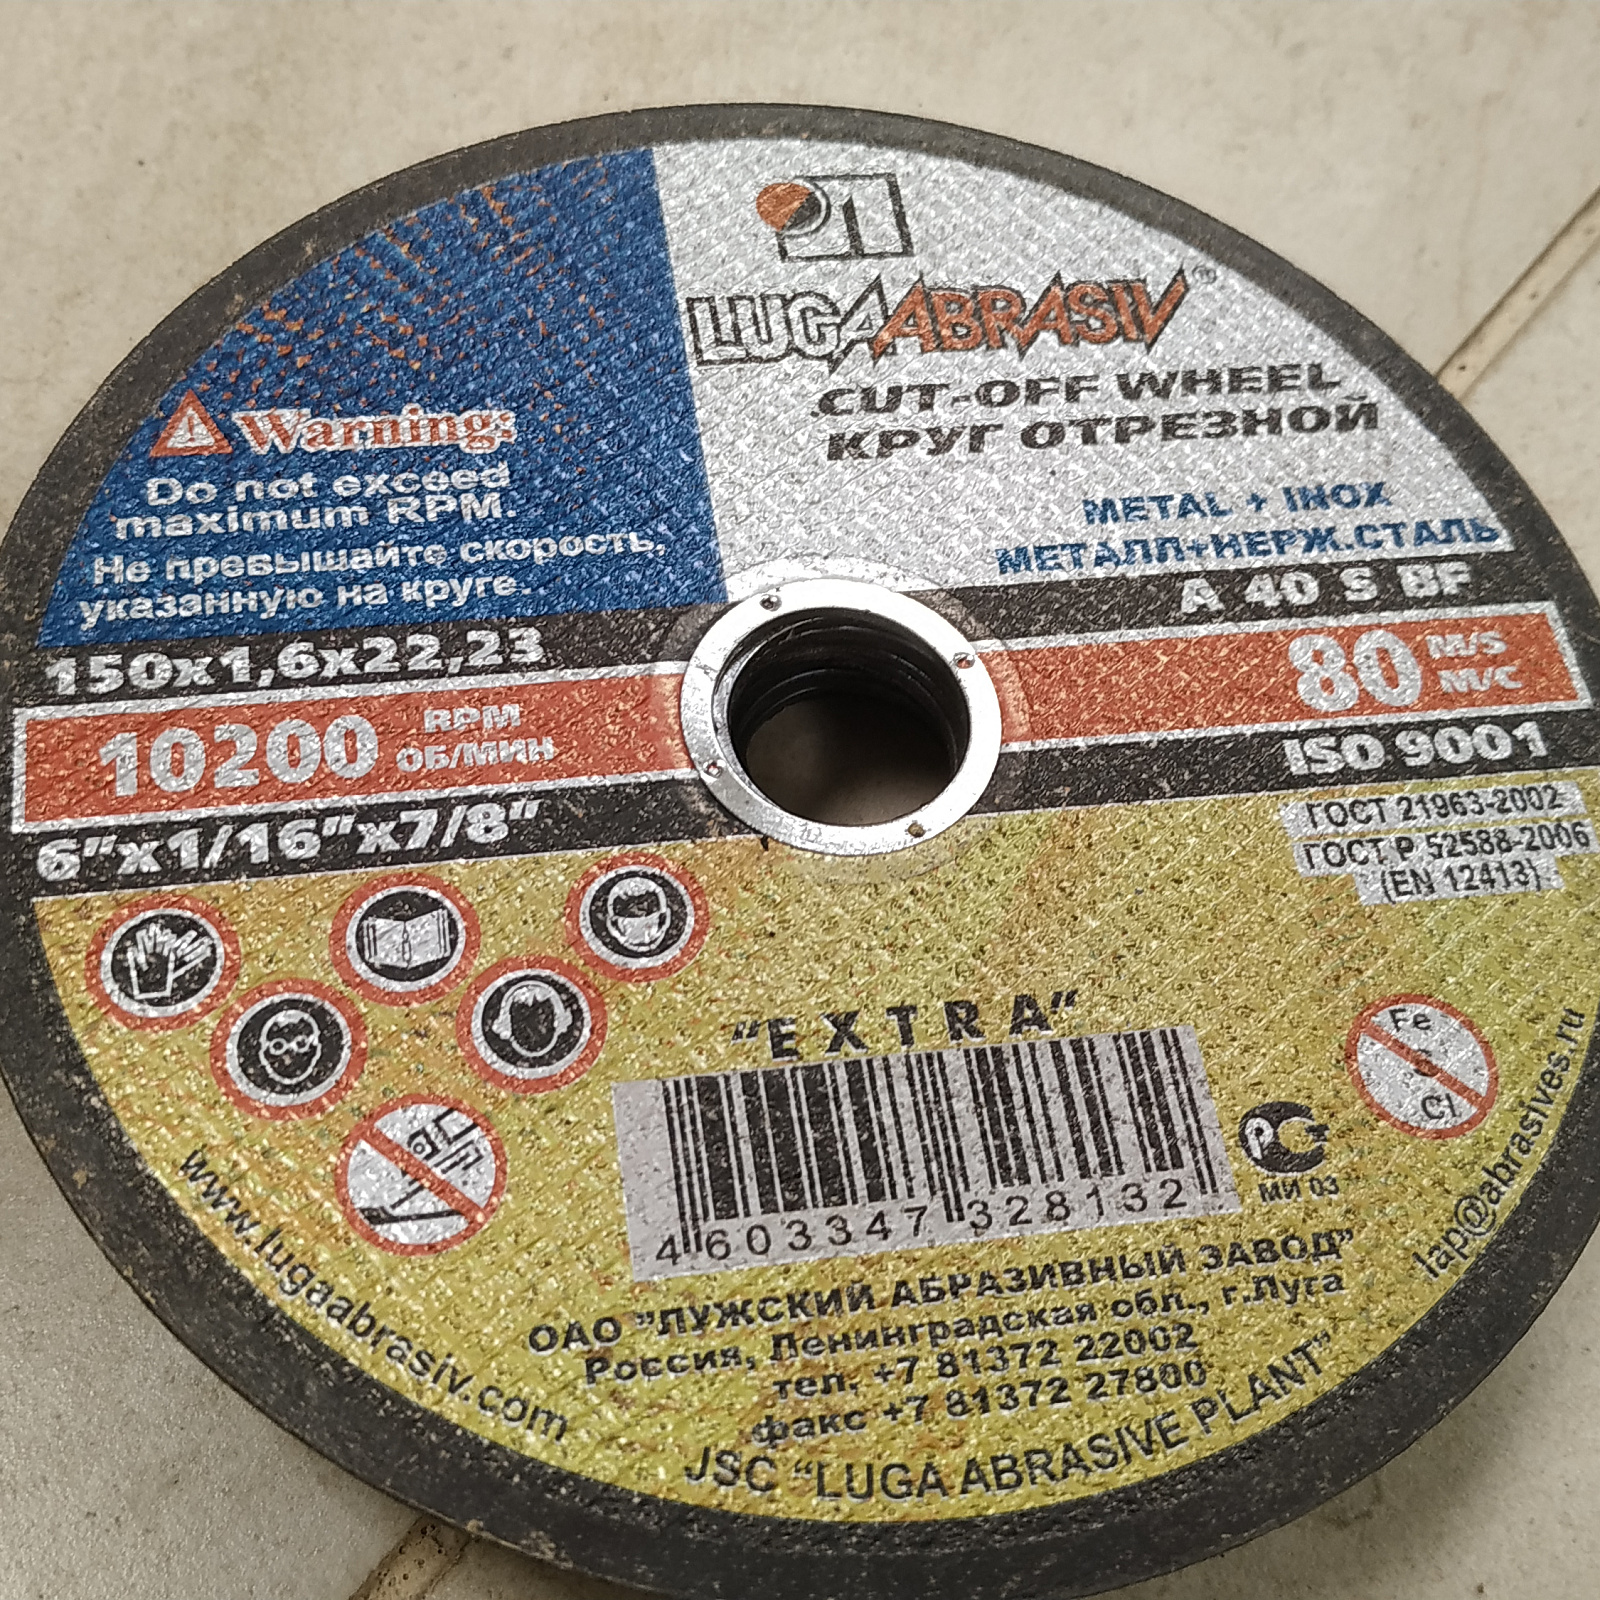 LUGAABRASIV®
CUT-OFF WHEEL
КРУГ ОТРЕЗНОЙ
METAL + INOX
МЕТАЛЛ+НЕРЖ.СТАЛЬ
Warning:
Do not exceed
maximum RPM.
Не превышайте скорость,
указанную на круге.
A 40 S BF
150x1,6x22,23
80 M/S
М/С
10200 RPM
ОБ/МИН
ISO 9001
6"x1/16"x7/8"
ГОСТ 21963-2002
ГОСТ Р 52588-2006
(EN 12413)
"EXTRA"
Fe
Cl
4 603347 328132
МИ 03
www.lugaabrasiv.com
lap@abrasives.ru
ОАО "ЛУЖСКИЙ АБРАЗИВНЫЙ ЗАВОД"
Россия, Ленинградская обл., г.Луга
тел. +7 81372 22002
факс +7 81372 27800
JSC "LUGA ABRASIVE PLANT"